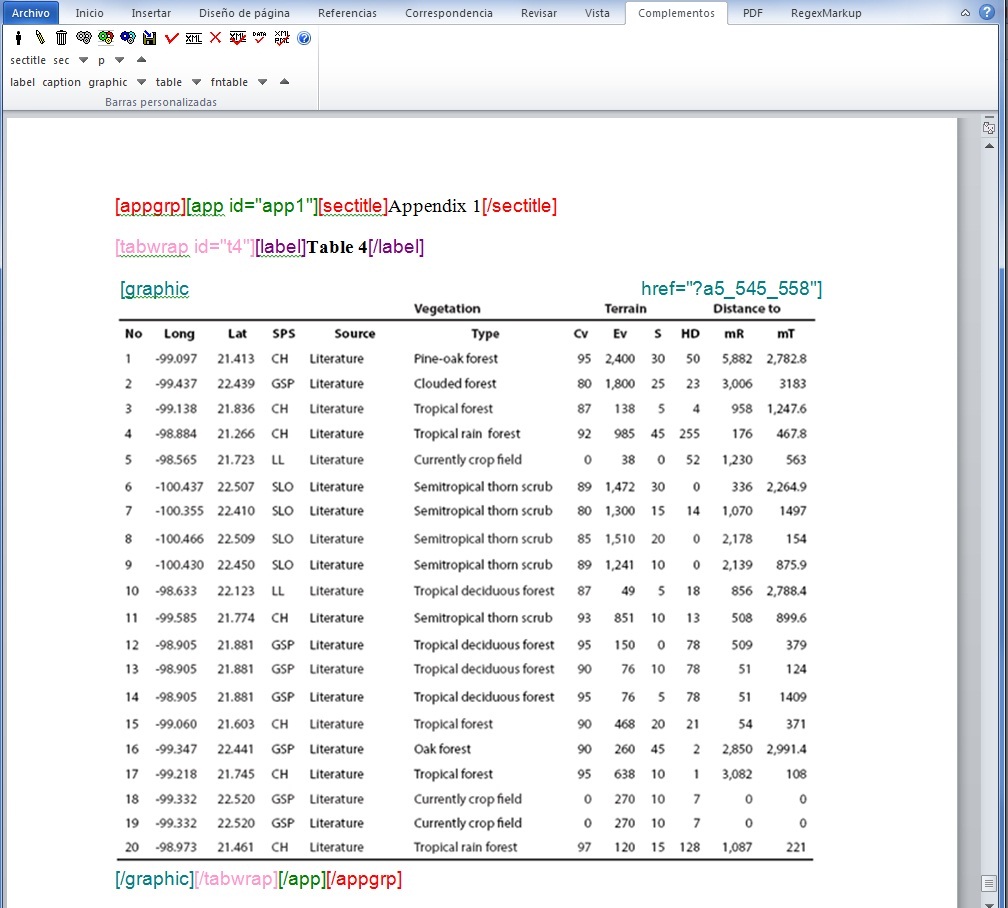 Archivo Inicio Insertar Diseño de página Referencias Correspondencia Revisar Vista Complementos PDF RegexMarkup
XML XML DATA XML PMC
sectitle sec p
label caption graphic table fntable
Barras personalizadas
[appgrp][app id="app1"][sectitle]Appendix 1[/sectitle]
[tabwrap id="t4"][label]Table 4[/label]
[graphic href="?a5_545_558"]
Vegetation Terrain Distance to
No Long Lat SPS Source Type Cv Ev S HD mR mT
1 -99.097 21.413 CH Literature Pine-oak forest 95 2,400 30 50 5,882 2,782.8
2 -99.437 22.439 GSP Literature Clouded forest 80 1,800 25 23 3,006 3183
3 -99.138 21.836 CH Literature Tropical forest 87 138 5 4 958 1,247.6
4 -98.884 21.266 CH Literature Tropical rain forest 92 985 45 255 176 467.8
5 -98.565 21.723 LL Literature Currently crop field 0 38 0 52 1,230 563
6 -100.437 22.507 SLO Literature Semitropical thorn scrub 89 1,472 30 0 336 2,264.9
7 -100.355 22.410 SLO Literature Semitropical thorn scrub 80 1,300 15 14 1,070 1497
8 -100.466 22.509 SLO Literature Semitropical thorn scrub 85 1,510 20 0 2,178 154
9 -100.430 22.450 SLO Literature Semitropical thorn scrub 89 1,241 10 0 2,139 875.9
10 -98.633 22.123 LL Literature Tropical deciduous forest 87 49 5 18 856 2,788.4
11 -99.585 21.774 CH Literature Semitropical thorn scrub 93 851 10 13 508 899.6
12 -98.905 21.881 GSP Literature Tropical deciduous forest 95 150 0 78 509 379
13 -98.905 21.881 GSP Literature Tropical deciduous forest 90 76 10 78 51 124
14 -98.905 21.881 GSP Literature Tropical deciduous forest 95 76 5 78 51 1409
15 -99.060 21.603 CH Literature Tropical forest 90 468 20 21 54 371
16 -99.347 22.441 GSP Literature Oak forest 90 260 45 2 2,850 2,991.4
17 -99.218 21.745 CH Literature Tropical forest 95 638 10 1 3,082 108
18 -99.332 22.520 GSP Literature Currently crop field 0 270 10 7 0 0
19 -99.332 22.520 GSP Literature Currently crop field 0 270 10 7 0 0
20 -98.973 21.461 CH Literature Tropical rain forest 97 120 15 128 1,087 221
[/graphic][/tabwrap][/app][/appgrp]